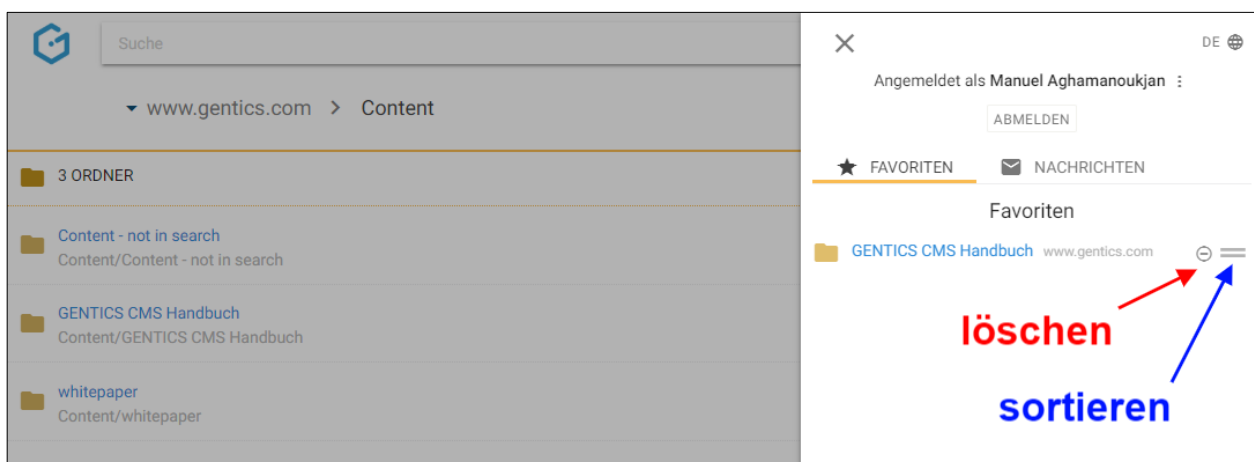 Suche
www.gentics.com > Content
3 ORDNER
Content - not in search
Content/Content - not in search
GENTICS CMS Handbuch
Content/GENTICS CMS Handbuch
whitepaper
Content/whitepaper
DE
Angemeldet als Manuel Aghamanoukjan
ABMELDEN
FAVORITEN NACHRICHTEN
Favoriten
GENTICS CMS Handbuch www.gentics.com
löschen
sortieren